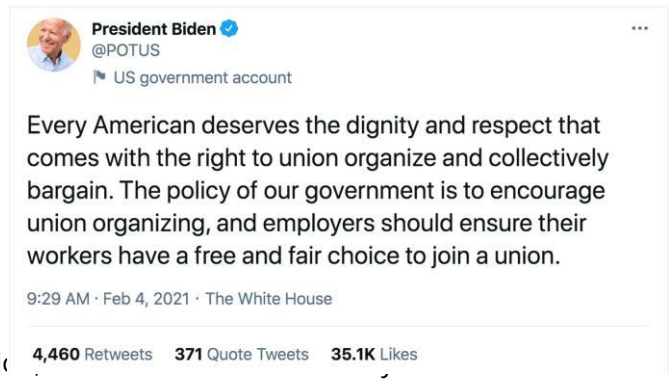 President Biden
@POTUS
US government account
Every American deserves the dignity and respect that
comes with the right to union organize and collectively
bargain. The policy of our government is to encourage
union organizing, and employers should ensure their
workers have a free and fair choice to join a union.
9:29 AM · Feb 4, 2021 · The White House
4,460 Retweets 371 Quote Tweets 35.1K Likes